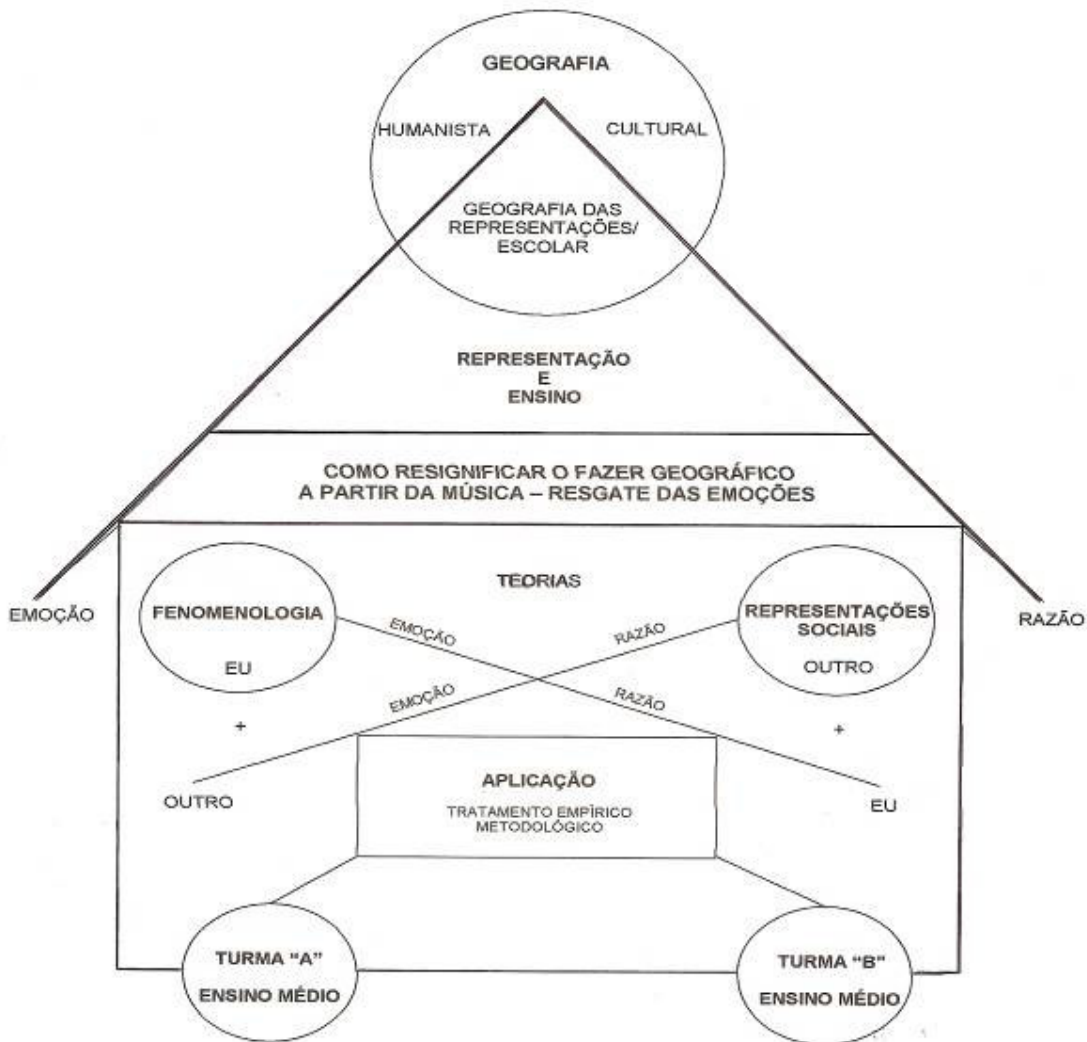 GEOGRAFIA
HUMANISTA
CULTURAL
GEOGRAFIA DAS
REPRESENTAÇÕES/
ESCOLAR
REPRESENTAÇÃO
E
ENSINO
COMO RESIGNIFICAR O FAZER GEOGRÁFICO
A PARTIR DA MÚSICA – RESGATE DAS EMOÇÕES
EMOÇÃO
RAZÃO
TEORIAS
FENOMENOLOGIA
EU
+
OUTRO
REPRESENTAÇÕES
SOCIAIS
OUTRO
+
EU
EMOÇÃO
RAZÃO
EMOÇÃO
RAZÃO
APLICAÇÃO
TRATAMENTO EMPÍRICO
METODOLÓGICO
TURMA “A”
ENSINO MÉDIO
TURMA “B”
ENSINO MÉDIO